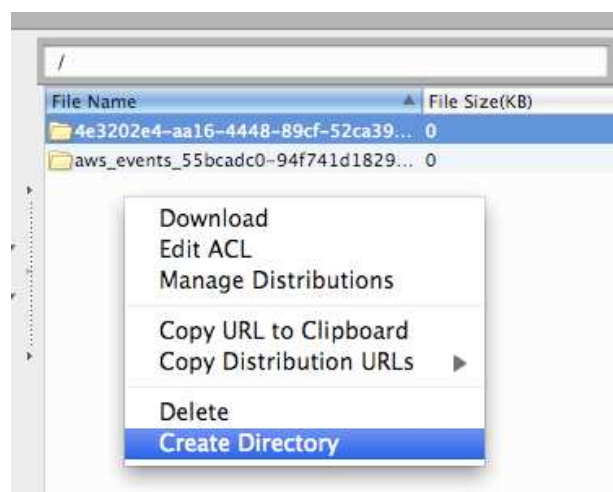 /
File Name File Size(KB)
4e3202e4-aa16-4448-89cf-52ca39... 0
aws_events_55bcadc0-94f741d1829... 0
Download
Edit ACL
Manage Distributions
Copy URL to Clipboard
Copy Distribution URLs
Delete
Create Directory